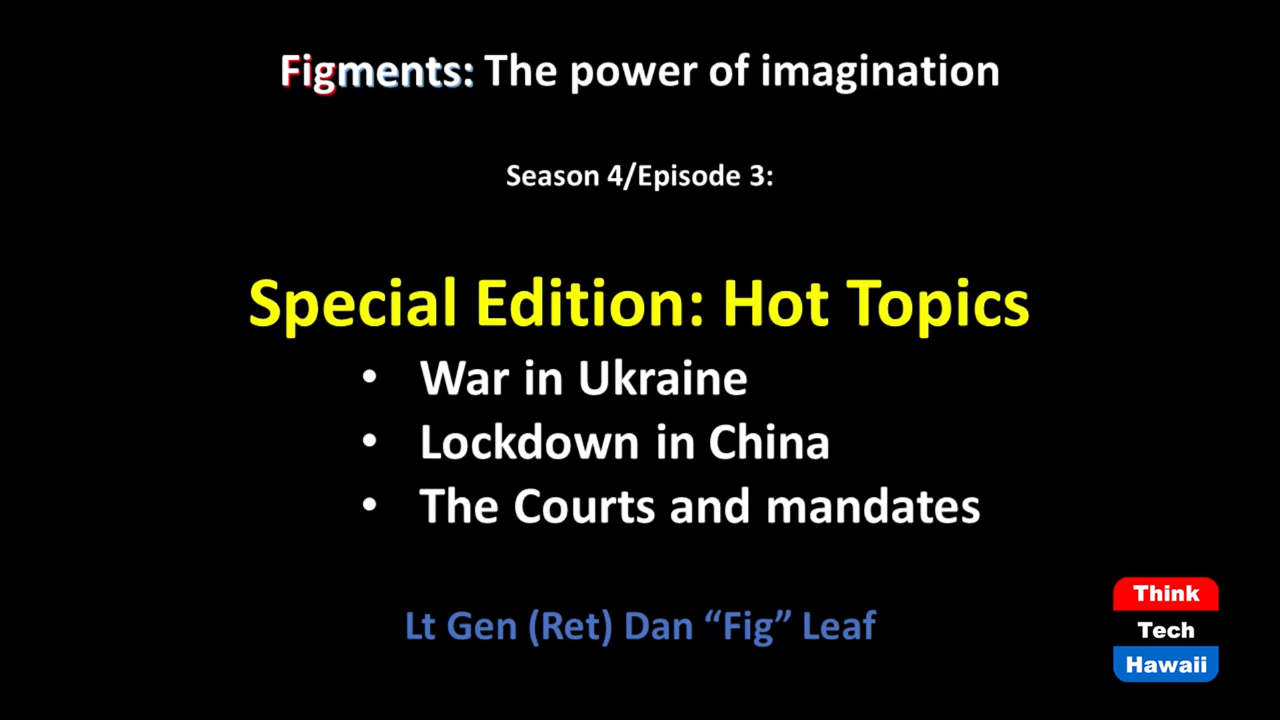 Figments: The power of imagination
Season 4/Episode 3:
Special Edition: Hot Topics
• War in Ukraine
• Lockdown in China
• The Courts and mandates
Lt Gen (Ret) Dan “Fig” Leaf
Think
Tech
Hawaii